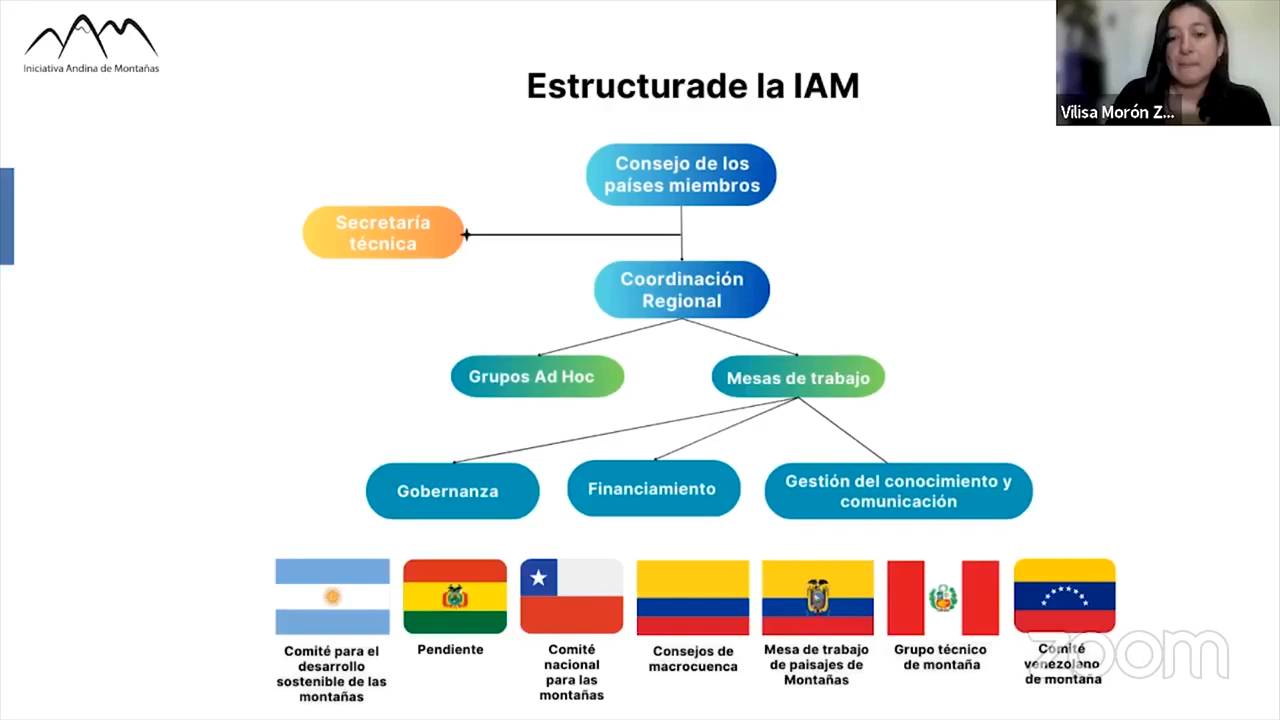 Iniciativa Andina de Montañas
Estructurade la IAM
Vilisa Morón Z...
Consejo de los
países miembros
Secretaría
técnica
Coordinación
Regional
Grupos Ad Hoc
Mesas de trabajo
Gobernanza
Financiamiento
Gestión del conocimiento y
comunicación
Comité para el
desarrollo
sostenible de las
montañas
Pendiente
Comité
nacional
para las
montañas
Consejos de
macrocuenca
Mesa de trabajo
de paisajes de
Montañas
Grupo técnico
de montaña
Comité
venezolano
de montaña
zoom